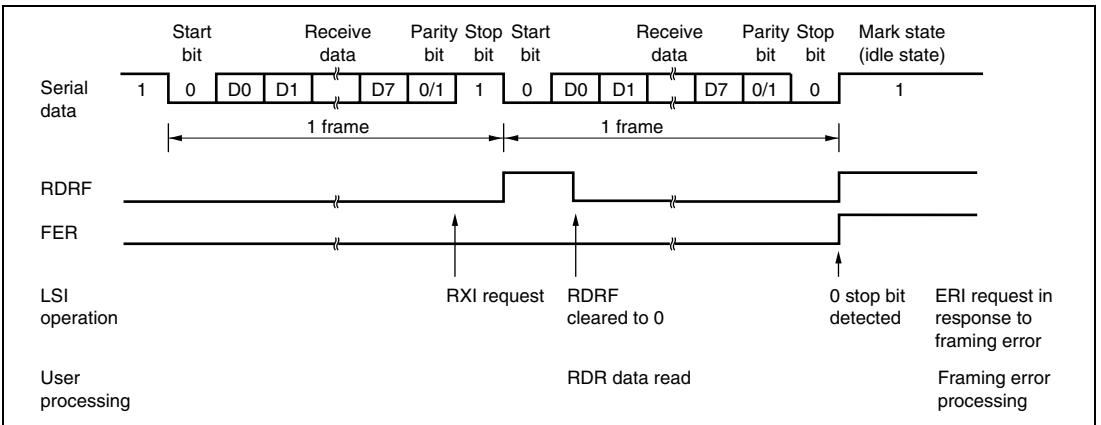 Start bit Receive data Parity bit Stop bit Start bit Receive data Parity bit Stop bit Mark state (idle state)
Serial data 1 0 D0 D1 D7 0/1 1 0 D0 D1 D7 0/1 0 1
1 frame 1 frame
RDRF
FER
LSI operation RXI request RDRF cleared to 0 0 stop bit detected ERI request in response to framing error
User processing RDR data read Framing error processing